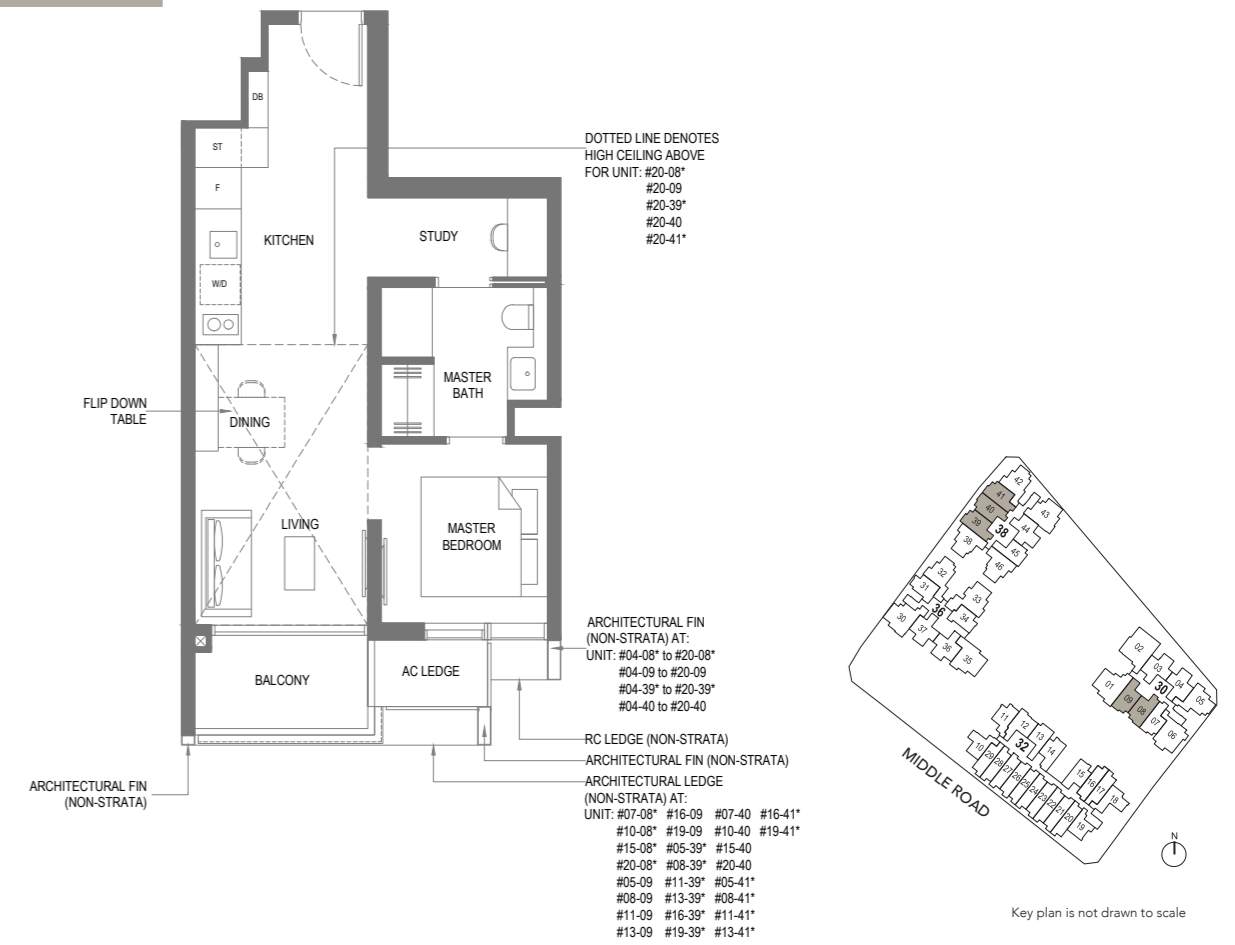 DB
ST
F
KITCHEN
STUDY
W/D
DOTTED LINE DENOTES
HIGH CEILING ABOVE
FOR UNIT: #20-08*
#20-09
#20-39*
#20-40
#20-41*
FLIP DOWN
TABLE
DINING
MASTER
BATH
LIVING
MASTER
BEDROOM
BALCONY
AC LEDGE
ARCHITECTURAL FIN
(NON-STRATA) AT:
UNIT: #04-08* to #20-08*
#04-09 to #20-09
#04-39* to #20-39*
#04-40 to #20-40
RC LEDGE (NON-STRATA)
ARCHITECTURAL FIN (NON-STRATA)
ARCHITECTURAL LEDGE
(NON-STRATA) AT:
UNIT: #07-08* #16-09 #07-40 #16-41*
#10-08* #19-09 #10-40 #19-41*
#15-08* #05-39* #15-40
#20-08* #08-39* #20-40
#05-09 #11-39* #05-41*
#08-09 #13-39* #08-41*
#11-09 #16-39* #11-41*
#13-09 #19-39* #13-41*
ARCHITECTURAL FIN
(NON-STRATA)
42
41
40
39
38
43
44
38
45
46
32
31
30
36
33
34
37
36
35
02
03
04
05
01
30
09
08
07
06
11
12
13
14
32
10
29
28
27
26
25
24
23
22
21
20
19
15
16
17
18
MIDDLE ROAD
N
Key plan is not drawn to scale